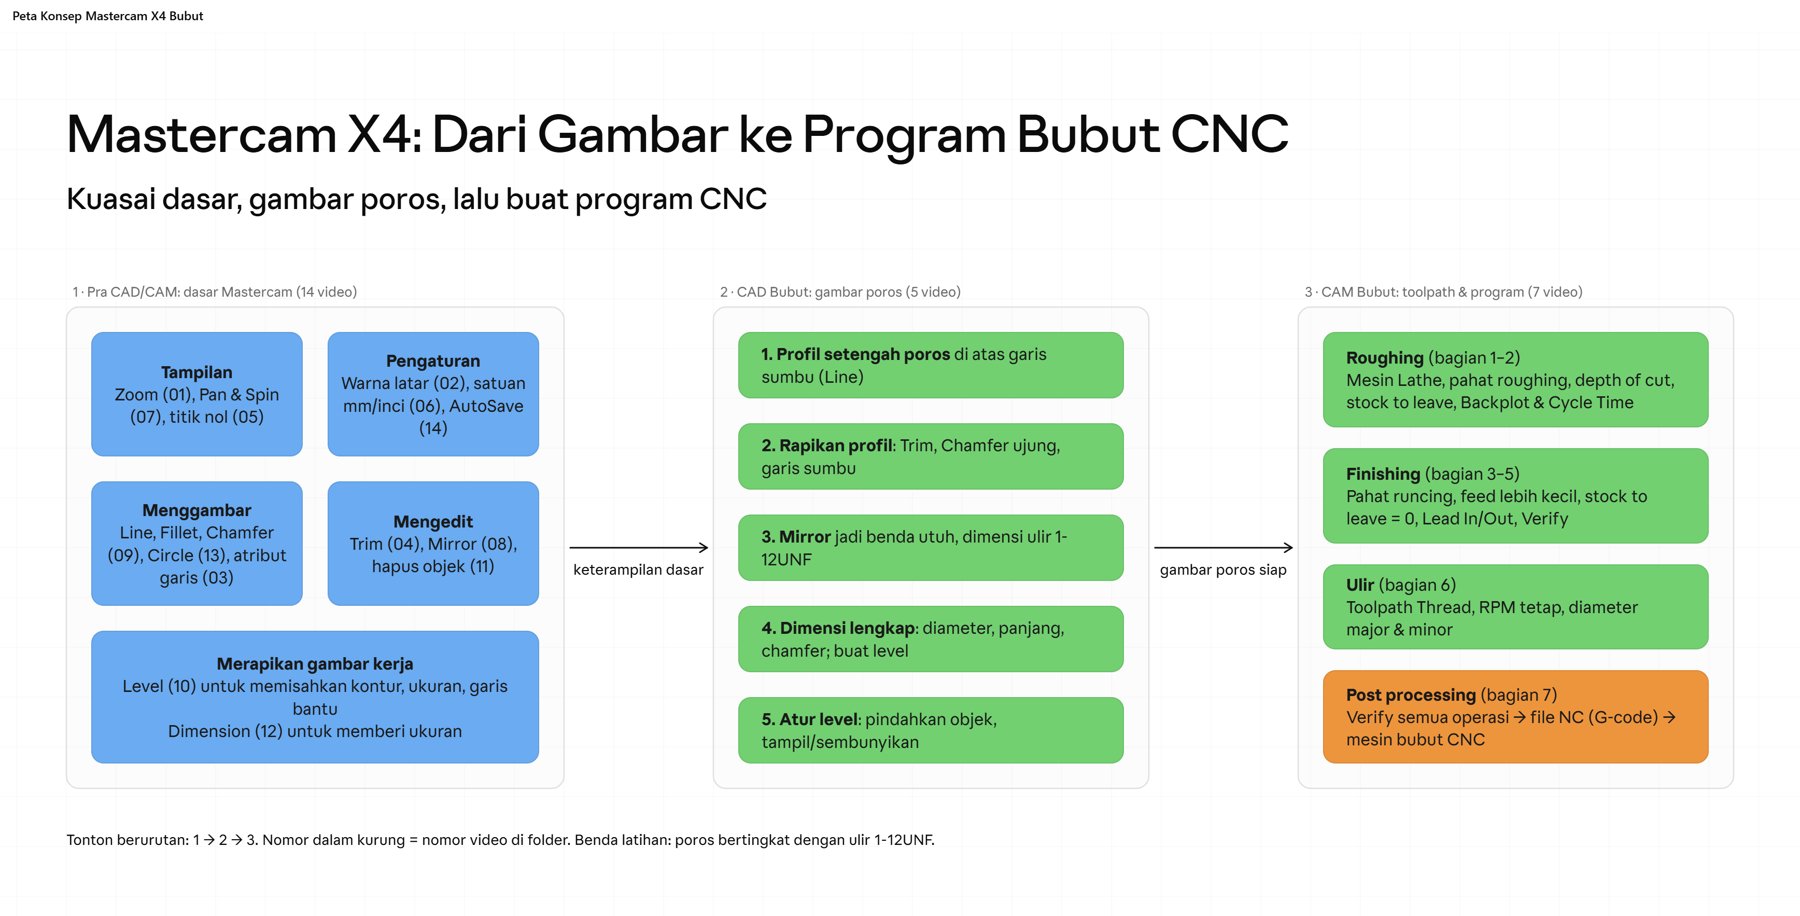 Peta Konsep Mastercam X4 Bubut
Mastercam X4: Dari Gambar ke Program Bubut CNC
Kuasai dasar, gambar poros, lalu buat program CNC
1 · Pra CAD/CAM: dasar Mastercam (14 video)
Tampilan
Zoom (01), Pan & Spin
(07), titik nol (05)
Pengaturan
Warna latar (02), satuan
mm/inci (06), AutoSave
(14)
Menggambar
Line, Fillet, Chamfer
(09), Circle (13), atribut
garis (03)
Mengedit
Trim (04), Mirror (08),
hapus objek (11)
Merapikan gambar kerja
Level (10) untuk memisahkan kontur, ukuran, garis
bantu
Dimension (12) untuk memberi ukuran
keterampilan dasar
2 · CAD Bubut: gambar poros (5 video)
1. Profil setengah poros di atas garis
sumbu (Line)
2. Rapikan profil: Trim, Chamfer ujung,
garis sumbu
3. Mirror jadi benda utuh, dimensi ulir 1-
12UNF
4. Dimensi lengkap: diameter, panjang,
chamfer; buat level
5. Atur level: pindahkan objek,
tampil/sembunyikan
gambar poros siap
3 · CAM Bubut: toolpath & program (7 video)
Roughing (bagian 1–2)
Mesin Lathe, pahat roughing, depth of cut,
stock to leave, Backplot & Cycle Time
Finishing (bagian 3–5)
Pahat runcing, feed lebih kecil, stock to
leave = 0, Lead In/Out, Verify
Ulir (bagian 6)
Toolpath Thread, RPM tetap, diameter
major & minor
Post processing (bagian 7)
Verify semua operasi → file NC (G-code) →
mesin bubut CNC
Tonton berurutan: 1 → 2 → 3. Nomor dalam kurung = nomor video di folder. Benda latihan: poros bertingkat dengan ulir 1-12UNF.